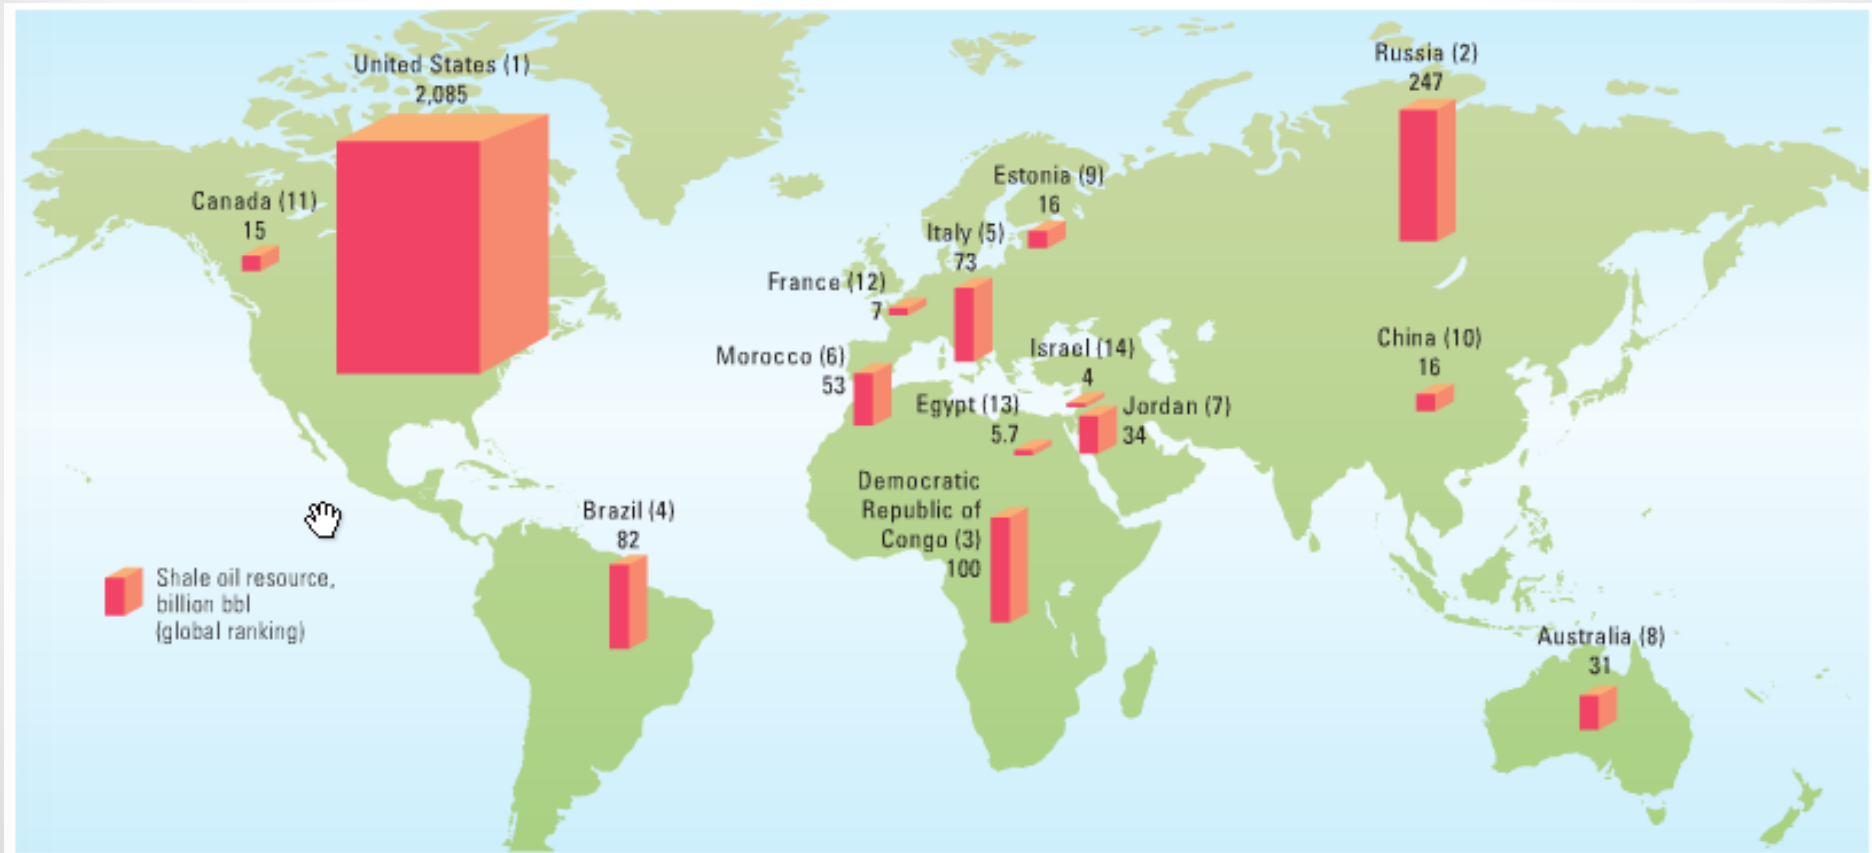 United States (1)
2,085
Russia (2)
247
Canada (11)
15
Estonia (9)
16
Italy (5)
73
France (12)
7
Morocco (6)
53
Israel (14)
4
China (10)
16
Egypt (13)
5.7
Jordan (7)
34
Democratic
Republic of
Congo (3)
100
Brazil (4)
82
Shale oil resource,
billion bbl
(global ranking)
Australia (8)
31